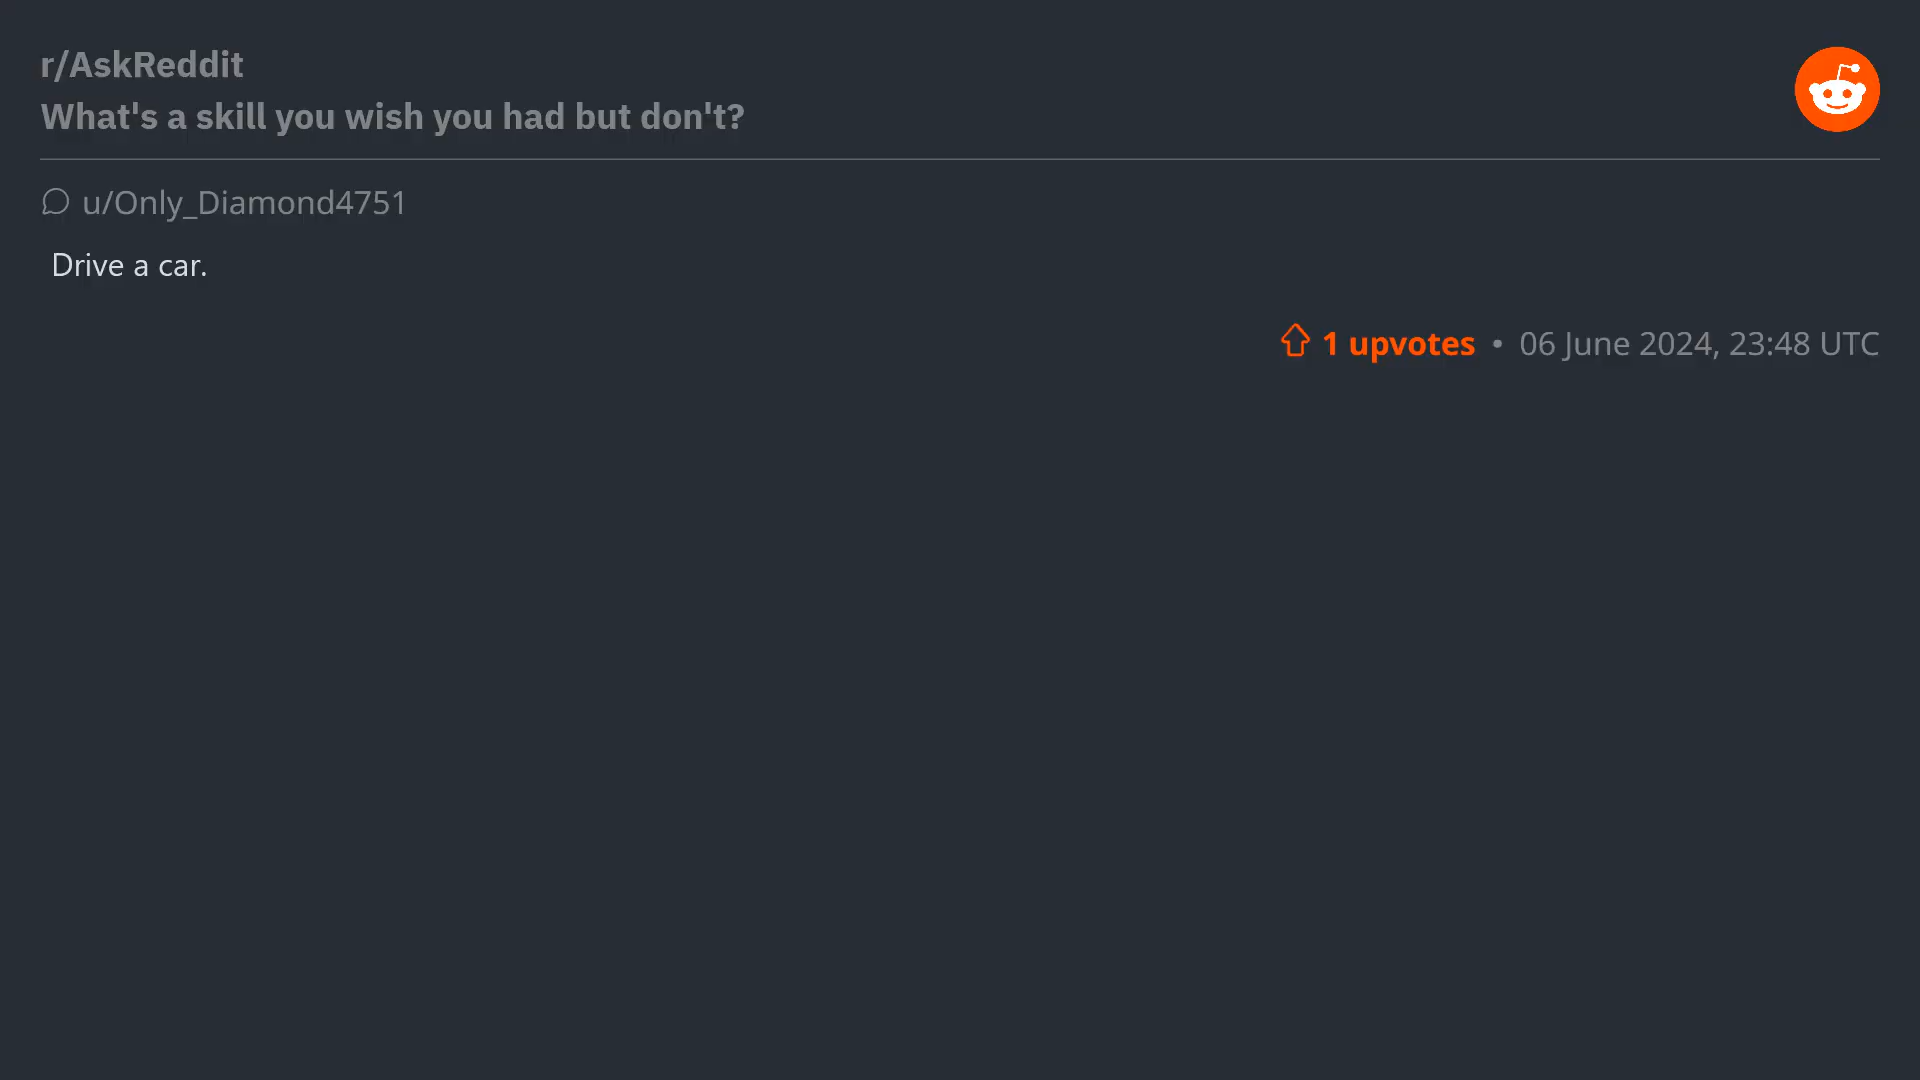 r/AskReddit
What's a skill you wish you had but don't?
u/Only_Diamond4751
Drive a car.
1 upvotes • 06 June 2024, 23:48 UTC